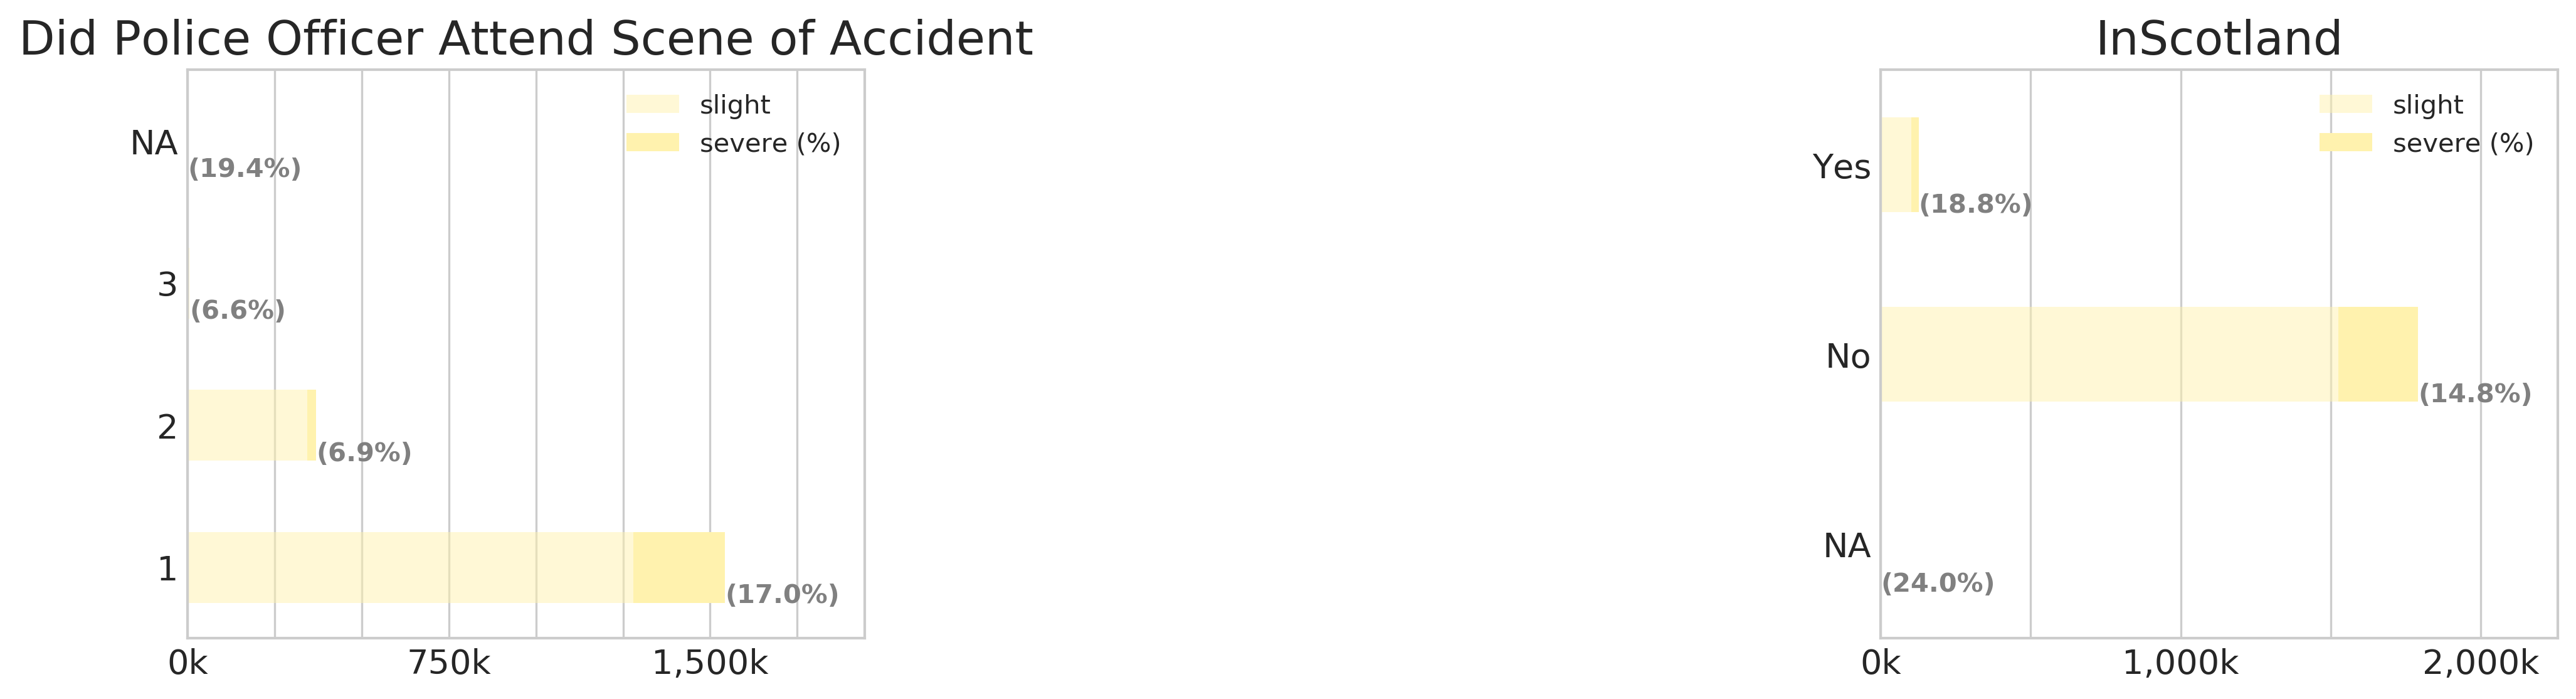 Did Police Officer Attend Scene of Accident
slight
severe (%)
NA
(19.4%)
3
(6.6%)
2
(6.9%)
1
(17.0%)
0k
750k
1,500k
InScotland
slight
severe (%)
Yes
(18.8%)
No
(14.8%)
NA
(24.0%)
0k
1,000k
2,000k